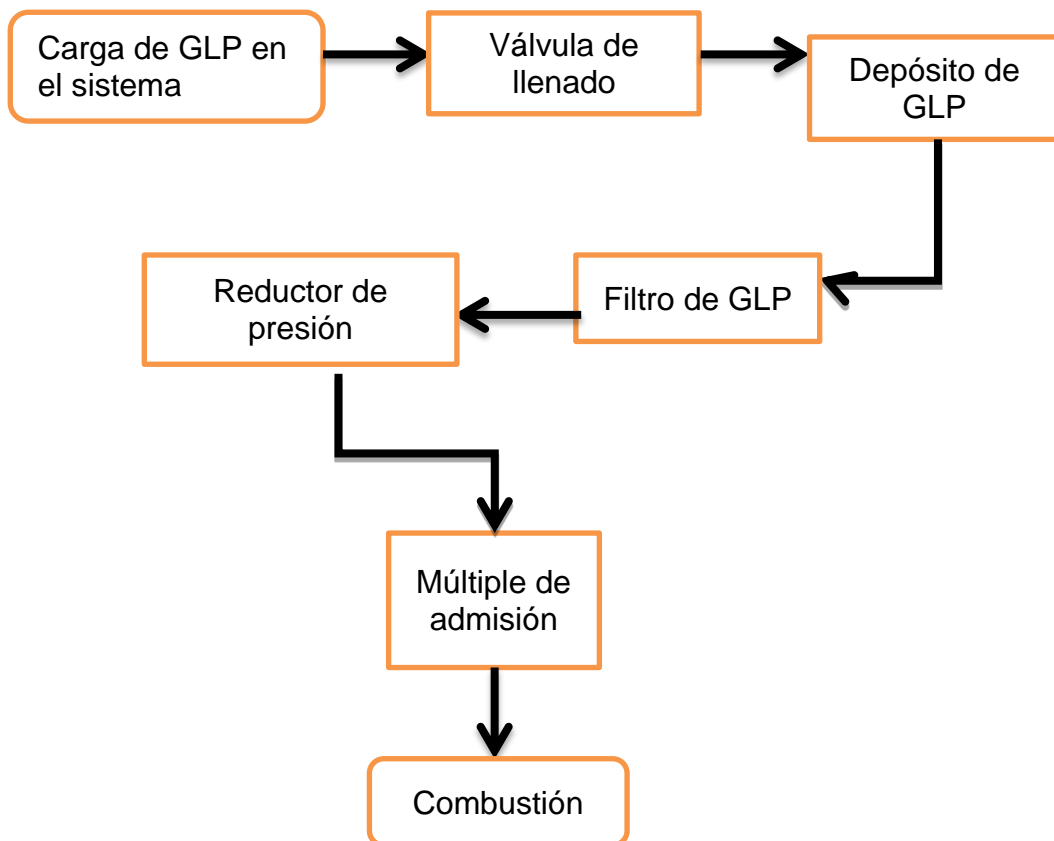 Carga de GLP en
el sistema
Válvula de
llenado
Depósito de
GLP
Filtro de GLP
Reductor de
presión
Múltiple de
admisión
Combustión